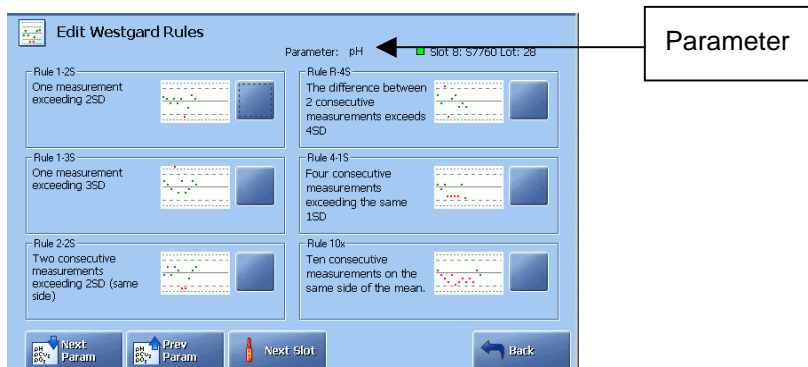 Edit Westgard Rules
Parameter: pH
Slot 8: S7760 Lot: 28
Parameter
Rule 1-2S
One measurement
exceeding 2SD
Rule R-4S
The difference between
2 consecutive
measurements exceeds
4SD
Rule 1-3S
One measurement
exceeding 3SD
Rule 4-1S
Four consecutive
measurements
exceeding the same
1SD
Rule 2-2S
Two consecutive
measurements
exceeding 2SD (same
side)
Rule 10x
Ten consecutive
measurements on the
same side of the mean.
Next
Param
Prev
Param
Next Slot
Back